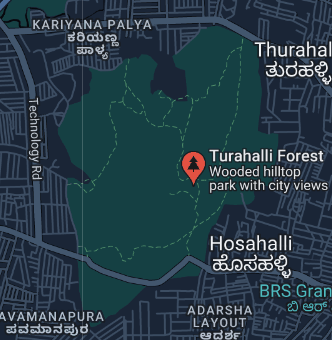 KARIYANA PALYA
ಕರಿಯಣ್ಣ
ಪಾಳ್ಯ
Thurahal
ತುರಹಳ್ಳಿ
Technology Rd
Turahalli Forest
Wooded hilltop
park with city views
Hosahalli
ಹೊಸಹಳ್ಳಿ
BRS Gran
ಬಿ ಆರ್
AVAMANAPURA
ಪವಮಾನಪುರ
ADARSHA
LAYOUT
ಆದರ್ಶ